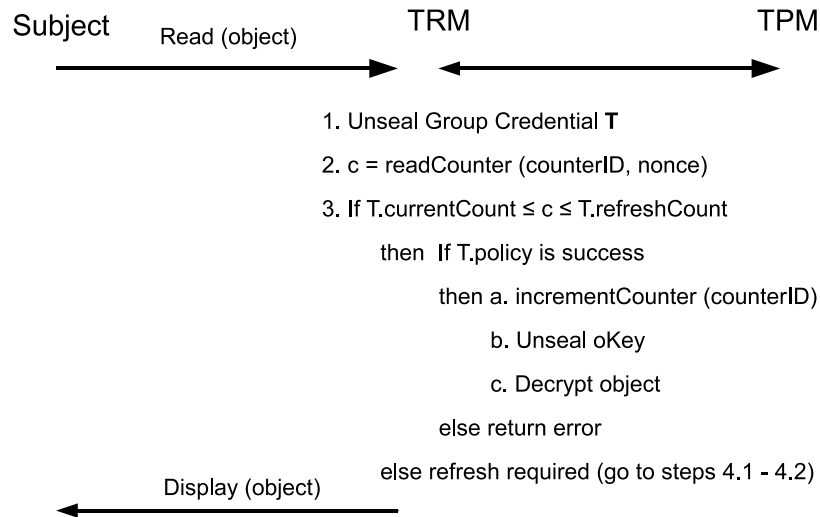 Subject TRM TPM
Read (object)
1. Unseal Group Credential T
2. c = readCounter (counterID, nonce)
3. If T.currentCount ≤ c ≤ T.refreshCount
then If T.policy is success
then a. incrementCounter (counterID)
b. Unseal oKey
c. Decrypt object
else return error
else refresh required (go to steps 4.1 - 4.2)
Display (object)